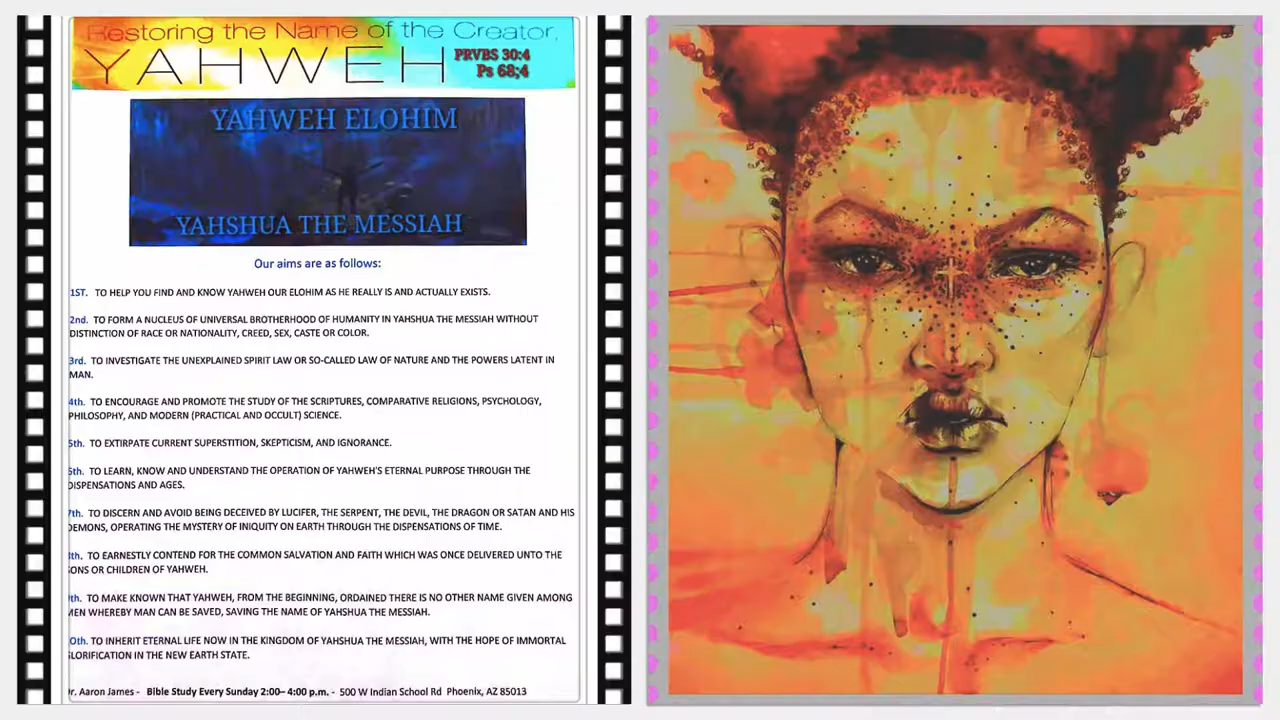 Restoring the Name of the Creator,
YAHWEH
PRVBS 30:4
Ps 68;4
YAHWEH ELOHIM
YAHSHUA THE MESSIAH
Our aims are as follows:
1ST. TO HELP YOU FIND AND KNOW YAHWEH OUR ELOHIM AS HE REALLY IS AND ACTUALLY EXISTS.
2nd. TO FORM A NUCLEUS OF UNIVERSAL BROTHERHOOD OF HUMANITY IN YAHSHUA THE MESSIAH WITHOUT
DISTINCTION OF RACE OR NATIONALITY, CREED, SEX, CASTE OR COLOR.
3rd. TO INVESTIGATE THE UNEXPLAINED SPIRIT LAW OR SO-CALLED LAW OF NATURE AND THE POWERS LATENT IN
MAN.
4th. TO ENCOURAGE AND PROMOTE THE STUDY OF THE SCRIPTURES, COMPARATIVE RELIGIONS, PSYCHOLOGY,
PHILOSOPHY, AND MODERN (PRACTICAL AND OCCULT) SCIENCE.
5th. TO EXTIRPATE CURRENT SUPERSTITION, SKEPTICISM, AND IGNORANCE.
6th. TO LEARN, KNOW AND UNDERSTAND THE OPERATION OF YAHWEH'S ETERNAL PURPOSE THROUGH THE
DISPENSATIONS AND AGES.
7th. TO DISCERN AND AVOID BEING DECEIVED BY LUCIFER, THE SERPENT, THE DEVIL, THE DRAGON OR SATAN AND HIS
DEMONS, OPERATING THE MYSTERY OF INIQUITY ON EARTH THROUGH THE DISPENSATIONS OF TIME.
th. TO EARNESTLY CONTEND FOR THE COMMON SALVATION AND FAITH WHICH WAS ONCE DELIVERED UNTO THE
SONS OR CHILDREN OF YAHWEH.
th. TO MAKE KNOWN THAT YAHWEH, FROM THE BEGINNING, ORDAINED THERE IS NO OTHER NAME GIVEN AMONG
MEN WHEREBY MAN CAN BE SAVED, SAVING THE NAME OF YAHSHUA THE MESSIAH.
0th. TO INHERIT ETERNAL LIFE NOW IN THE KINGDOM OF YAHSHUA THE MESSIAH, WITH THE HOPE OF IMMORTAL
GLORIFICATION IN THE NEW EARTH STATE.
r. Aaron James - Bible Study Every Sunday 2:00– 4:00 p.m. - 500 W Indian School Rd Phoenix, AZ 85013